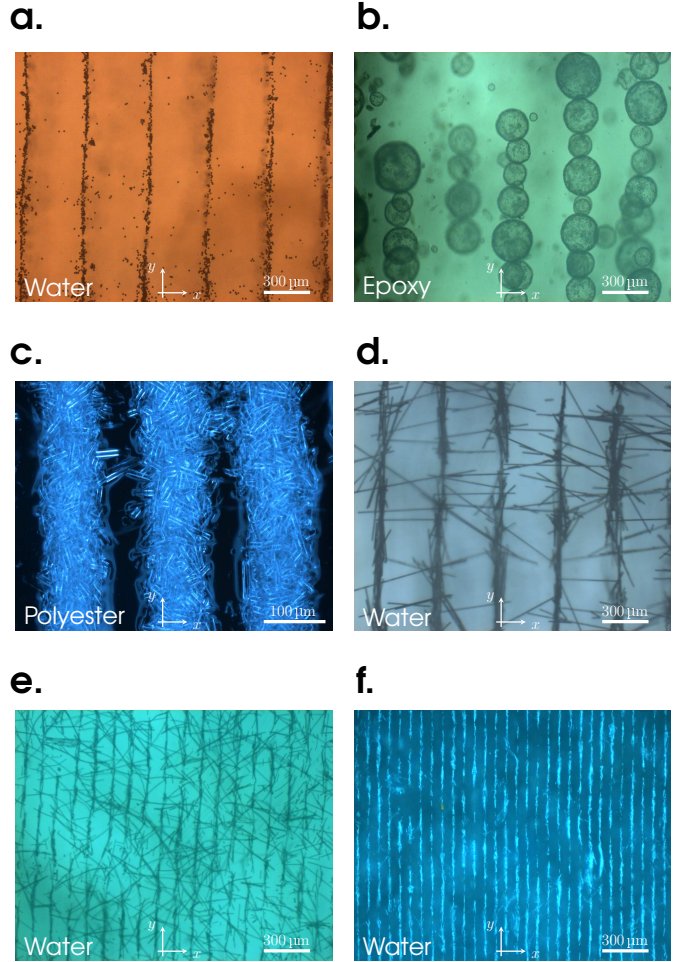 a.
b.
y
x
Water
300 µm
y
x
Epoxy
300 µm
c.
d.
y
x
Polyester
100 µm
y
x
Water
300 µm
e.
f.
y
x
Water
300 µm
y
x
Water
300 µm